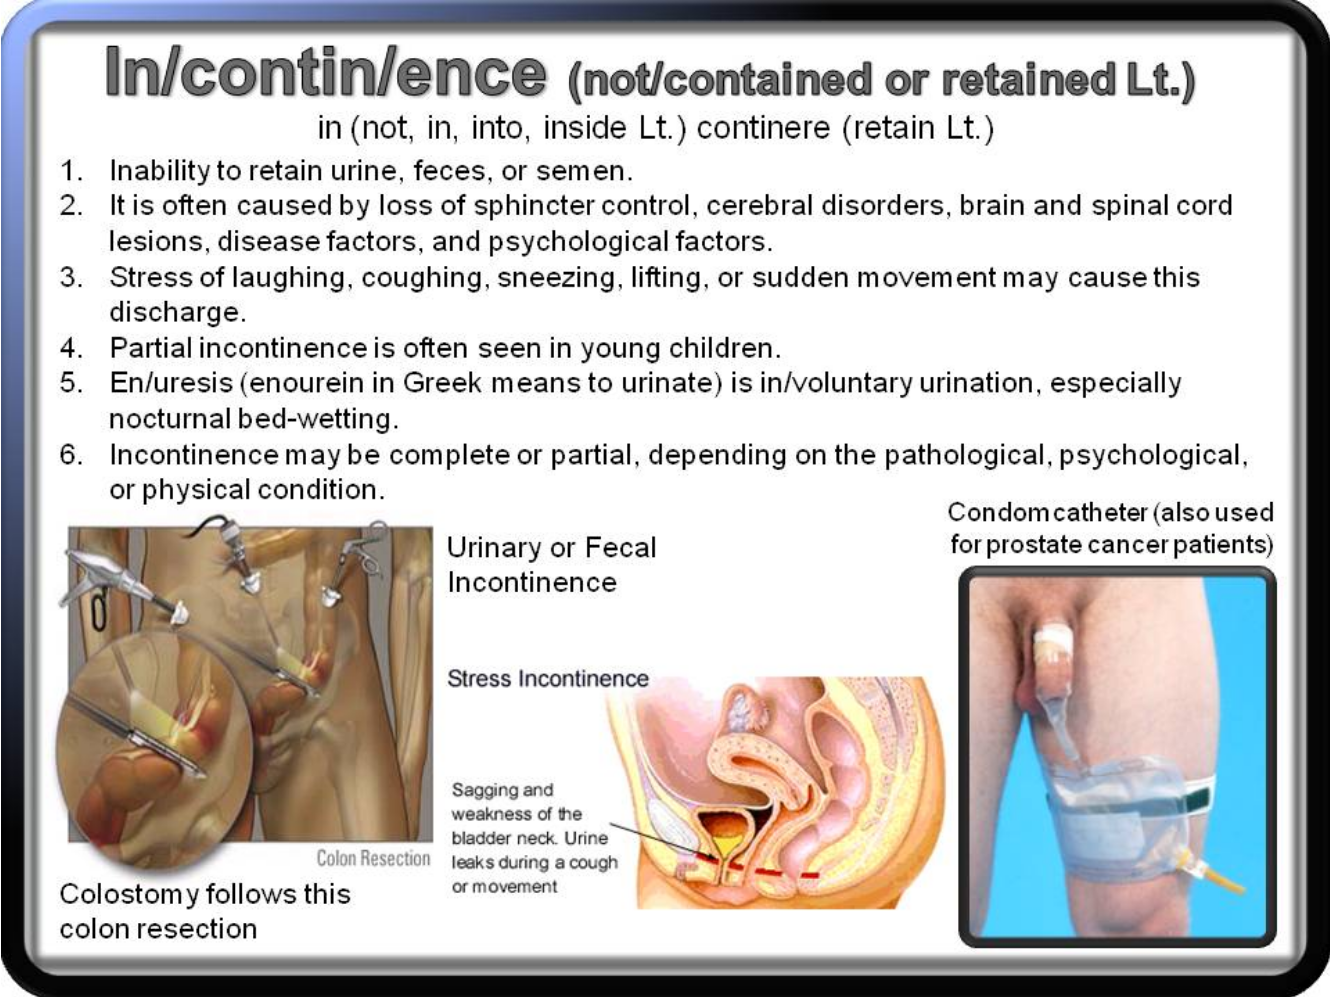 In/contin/ence (not/contained or retained Lt.)
in (not, in, into, inside Lt.) continere (retain Lt.)
1. Inability to retain urine, feces, or semen.
2. It is often caused by loss of sphincter control, cerebral disorders, brain and spinal cord
lesions, disease factors, and psychological factors.
3. Stress of laughing, coughing, sneezing, lifting, or sudden movement may cause this
discharge.
4. Partial incontinence is often seen in young children.
5. En/uresis (enourein in Greek means to urinate) is in/voluntary urination, especially
nocturnal bed-wetting.
6. Incontinence may be complete or partial, depending on the pathological, psychological,
or physical condition.
Condom catheter (also used
for prostate cancer patients)
Urinary or Fecal
Incontinence
Stress Incontinence
Sagging and
weakness of the
bladder neck. Urine
leaks during a cough
or movement
Colon Resection
Colostomy follows this
colon resection